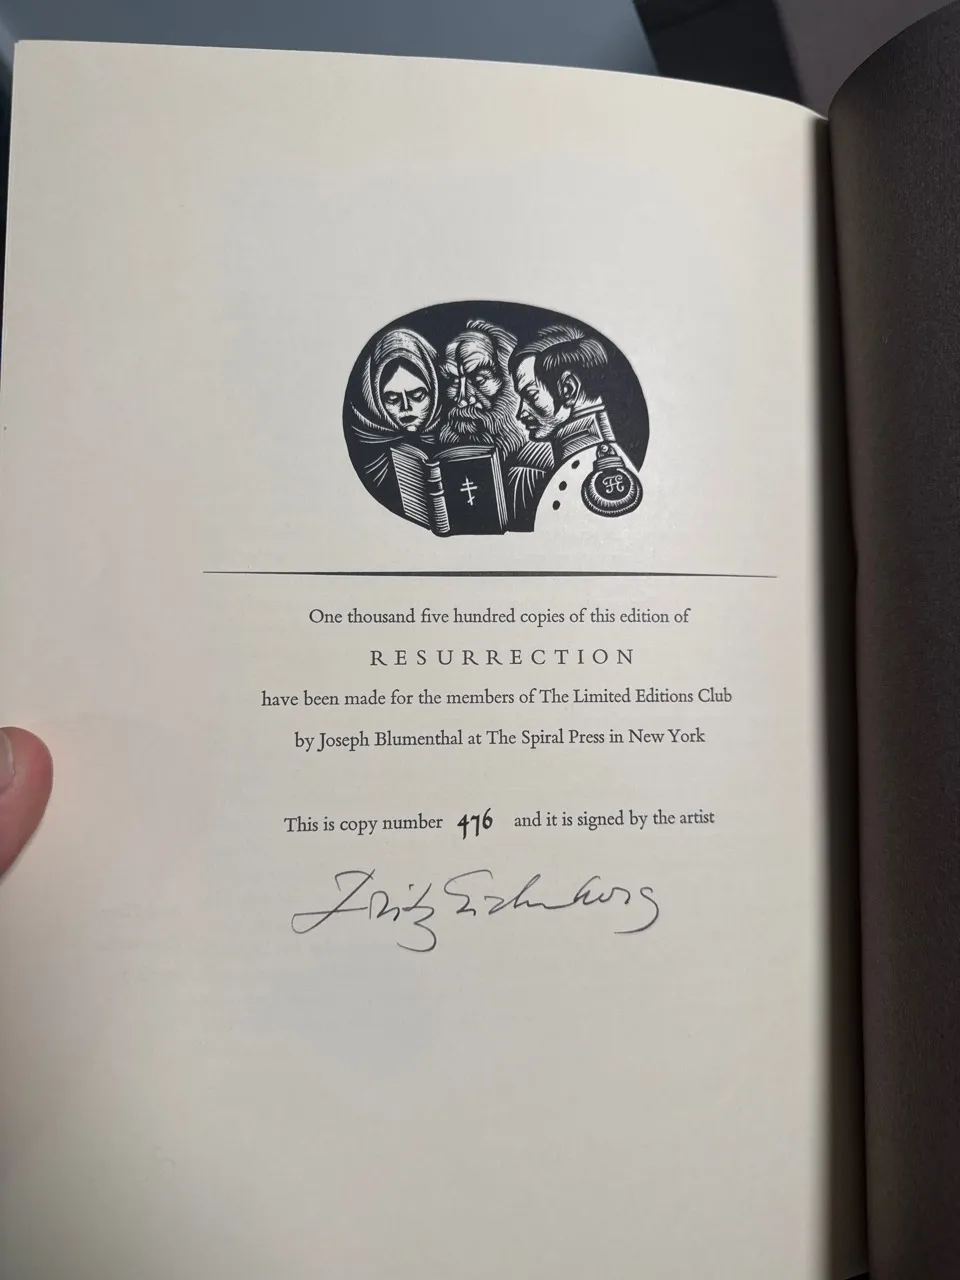 One thousand five hundred copies of this edition of
RESURRECTION
have been made for the members of The Limited Editions Club
by Joseph Blumenthal at The Spiral Press in New York
This is copy number 476 and it is signed by the artist
Fritz Eichenberg